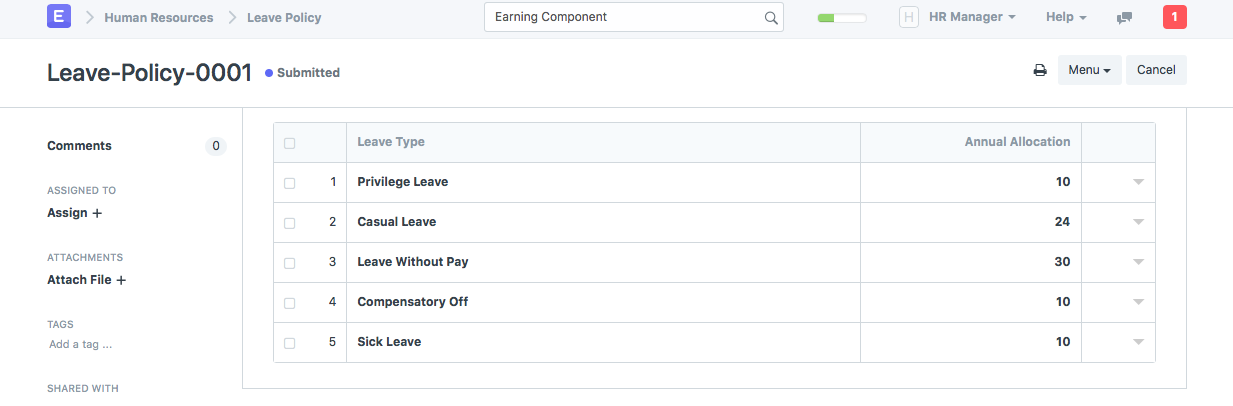 E Human Resources Leave Policy Earning Component H HR Manager Help 1
Leave-Policy-0001 Submitted Menu Cancel
Comments 0
ASSIGNED TO
Assign +
ATTACHMENTS
Attach File +
TAGS
Add a tag ...
SHARED WITH
Leave Type Annual Allocation
1 Privilege Leave 10
2 Casual Leave 24
3 Leave Without Pay 30
4 Compensatory Off 10
5 Sick Leave 10